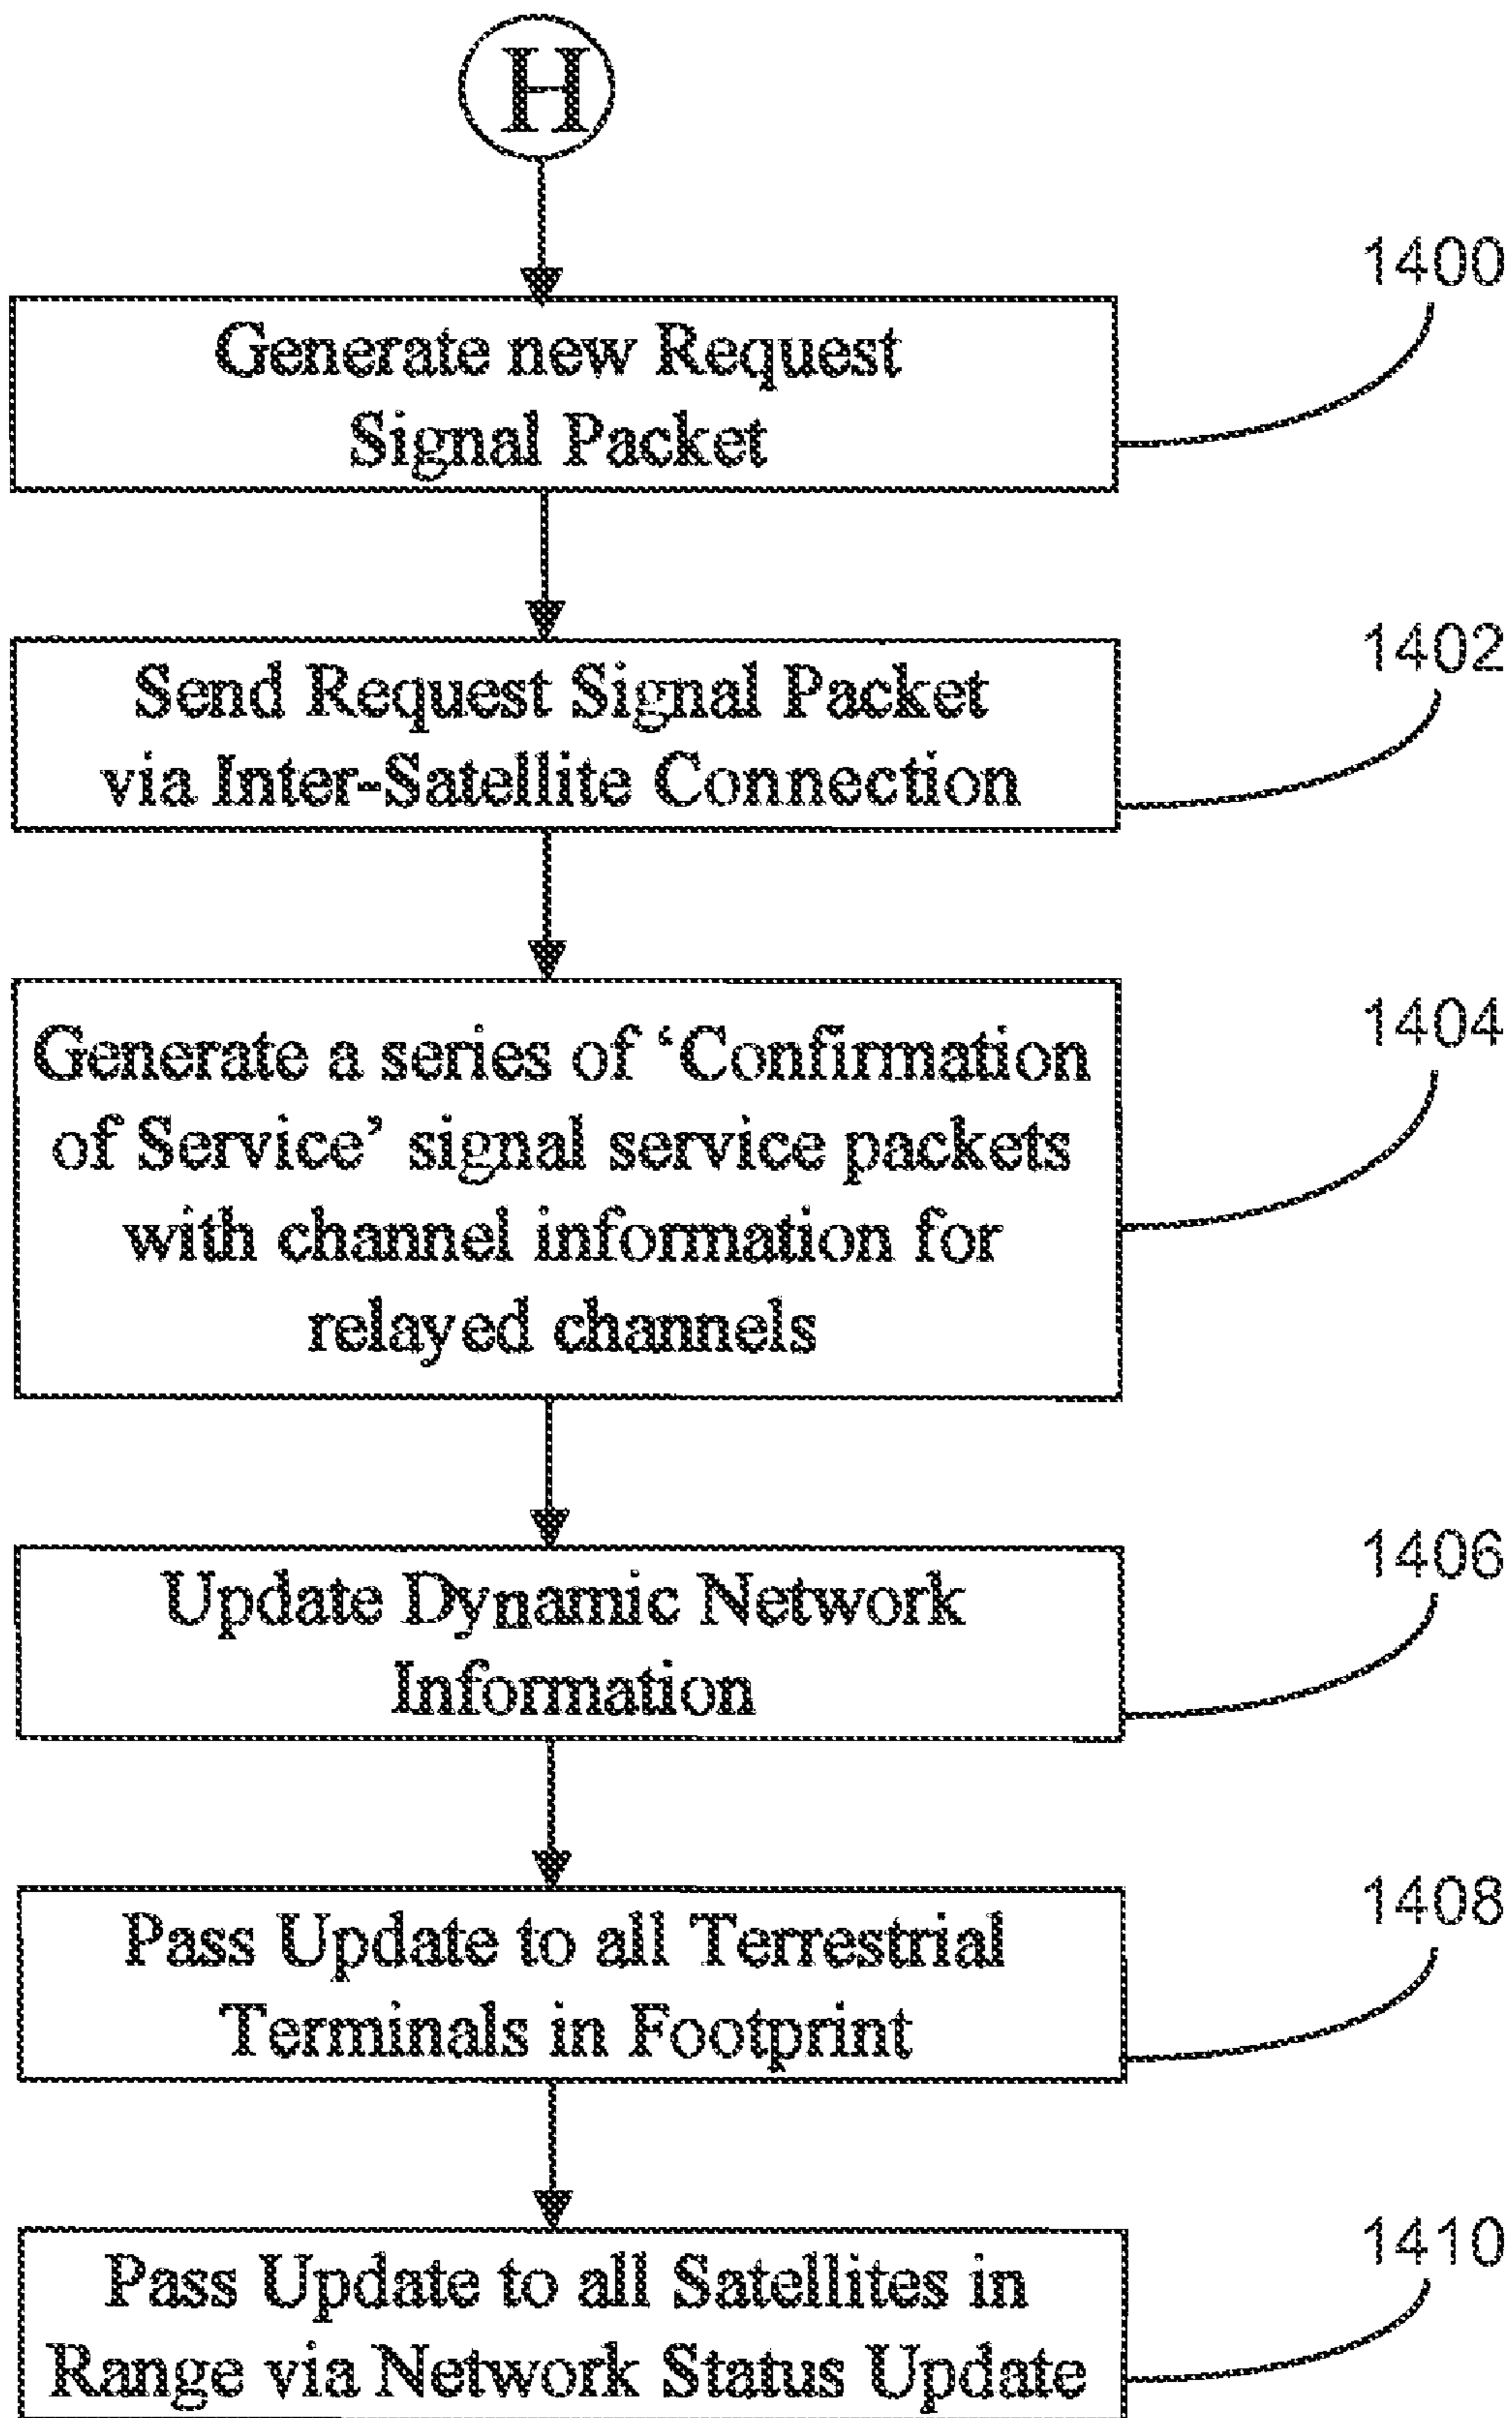 H
1400
Generate new Request
Signal Packet
1402
Send Request Signal Packet
via Inter-Satellite Connection
1404
Generate a series of ‘Confirmation
of Service’ signal service packets
with channel information for
relayed channels
1406
Update Dynamic Network
Information
1408
Pass Update to all Terrestrial
Terminals in Footprint
1410
Pass Update to all Satellites in
Range via Network Status Update